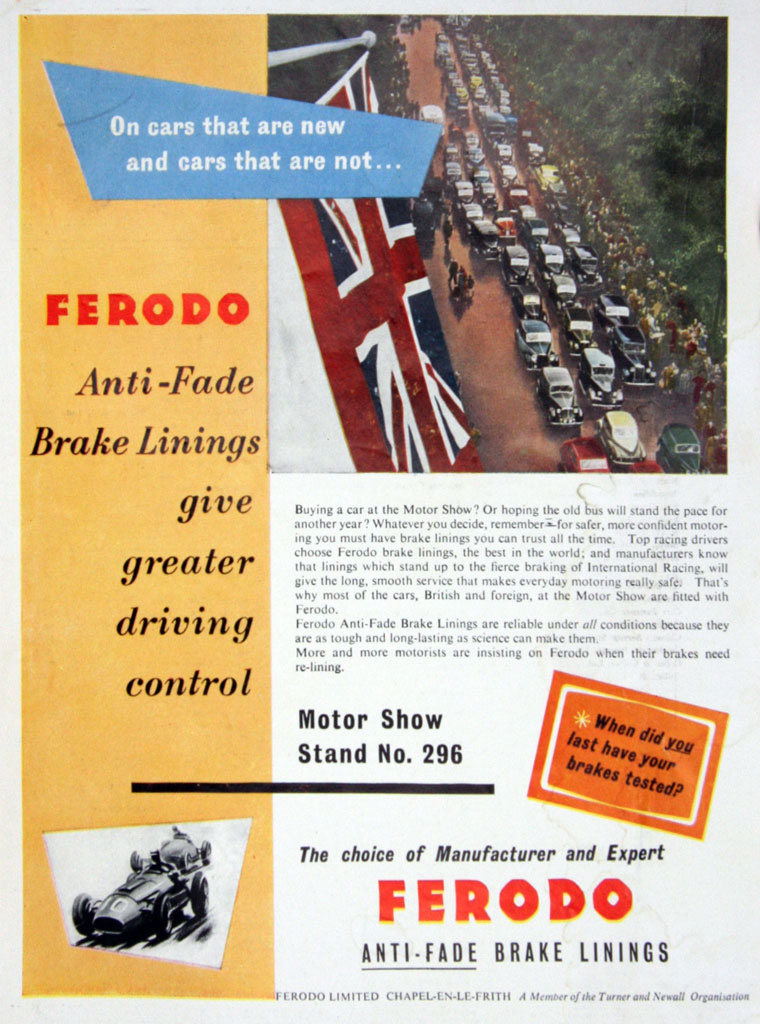 On cars that are new
and cars that are not...
FERODO
Anti-Fade
Brake Linings
give
greater
driving
control
Buying a car at the Motor Show? Or hoping the old bus will stand the pace for
another year? Whatever you decide, remember—for safer, more confident motor-
ing you must have brake linings you can trust all the time. Top racing drivers
choose Ferodo brake linings, the best in the world; and manufacturers know
that linings which stand up to the fierce braking of International Racing, will
give the long, smooth service that makes everyday motoring really safe. That's
why most of the cars, British and foreign, at the Motor Show are fitted with
Ferodo.
Ferodo Anti-Fade Brake Linings are reliable under all conditions because they
are as tough and long-lasting as science can make them.
More and more motorists are insisting on Ferodo when their brakes need
re-lining.
Motor Show
Stand No. 296
When did you
last have your
brakes tested?
10
The choice of Manufacturer and Expert
FERODO
ANTI-FADE BRAKE LININGS
FERODO LIMITED CHAPEL-EN-LE-FRITH A Member of the Turner and Newall Organisation